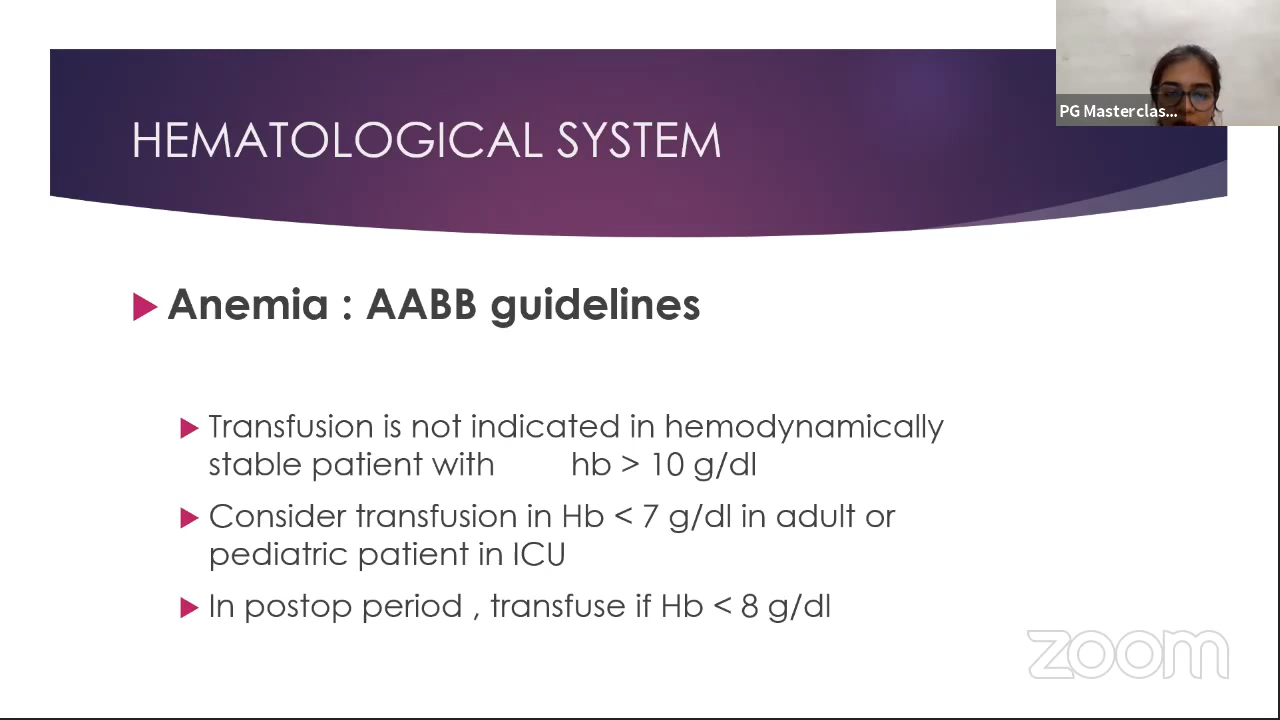 PG Masterclas...
HEMATOLOGICAL SYSTEM
Anemia : AABB guidelines
Transfusion is not indicated in hemodynamically
stable patient with hb > 10 g/dl
Consider transfusion in Hb < 7 g/dl in adult or
pediatric patient in ICU
In postop period , transfuse if Hb < 8 g/dl
zoom